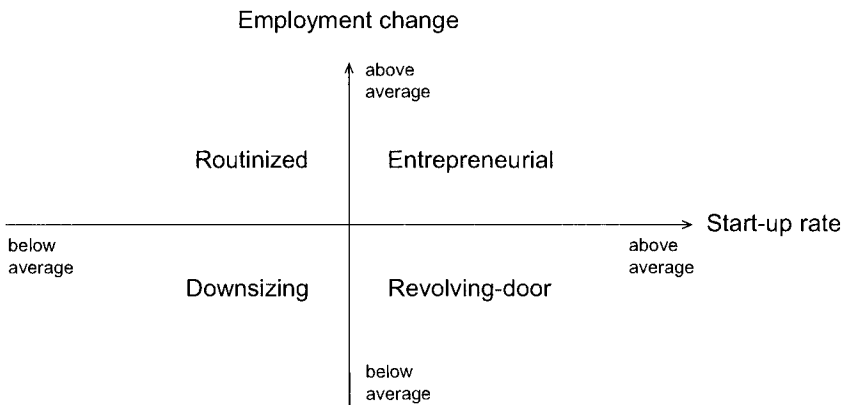 Employment change
above
average
Routinized
Entrepreneurial
Start-up rate
below
average
above
average
Downsizing
Revolving-door
below
average